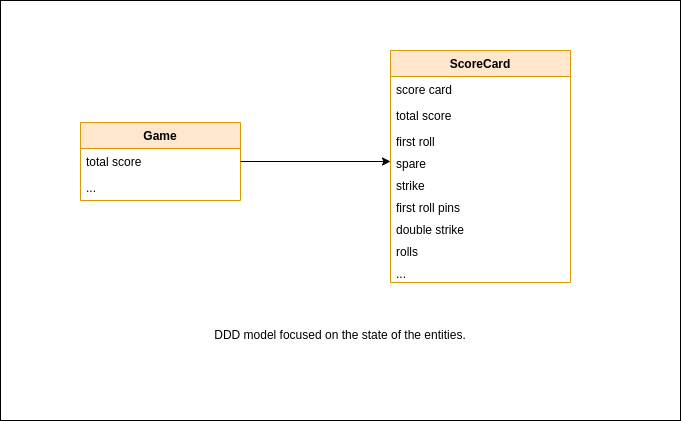 Game
total score
...
ScoreCard
score card
total score
first roll
spare
strike
first roll pins
double strike
rolls
...
DDD model focused on the state of the entities.